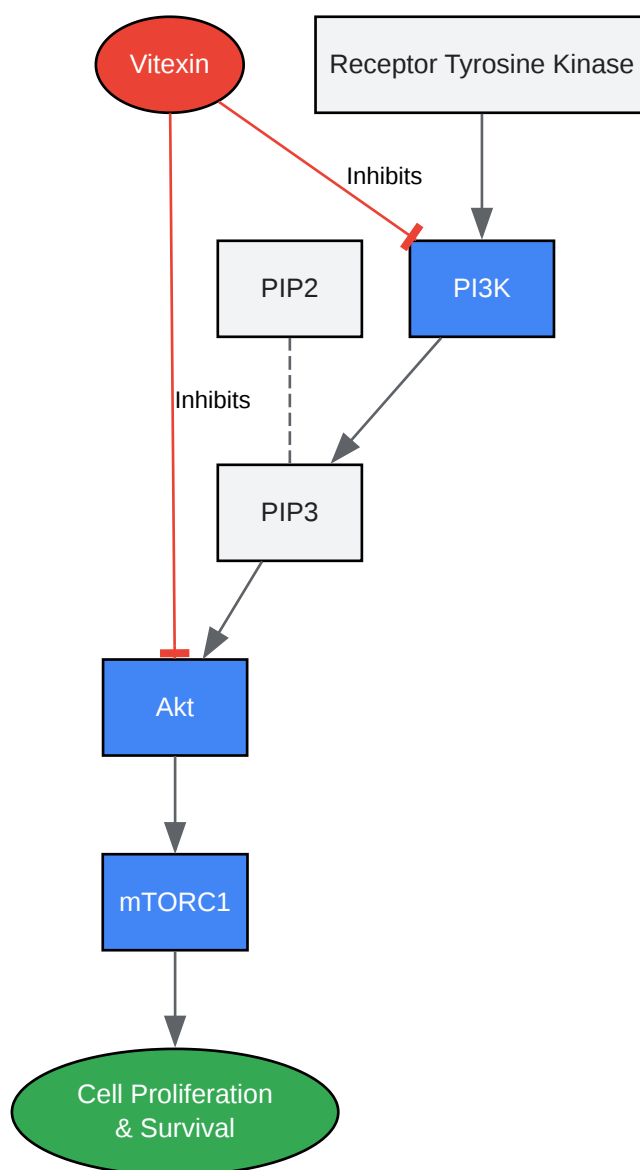 Vitexin
Receptor Tyrosine Kinase
Inhibits
PIP2
PI3K
Inhibits
PIP3
Akt
mTORC1
Cell Proliferation
& Survival